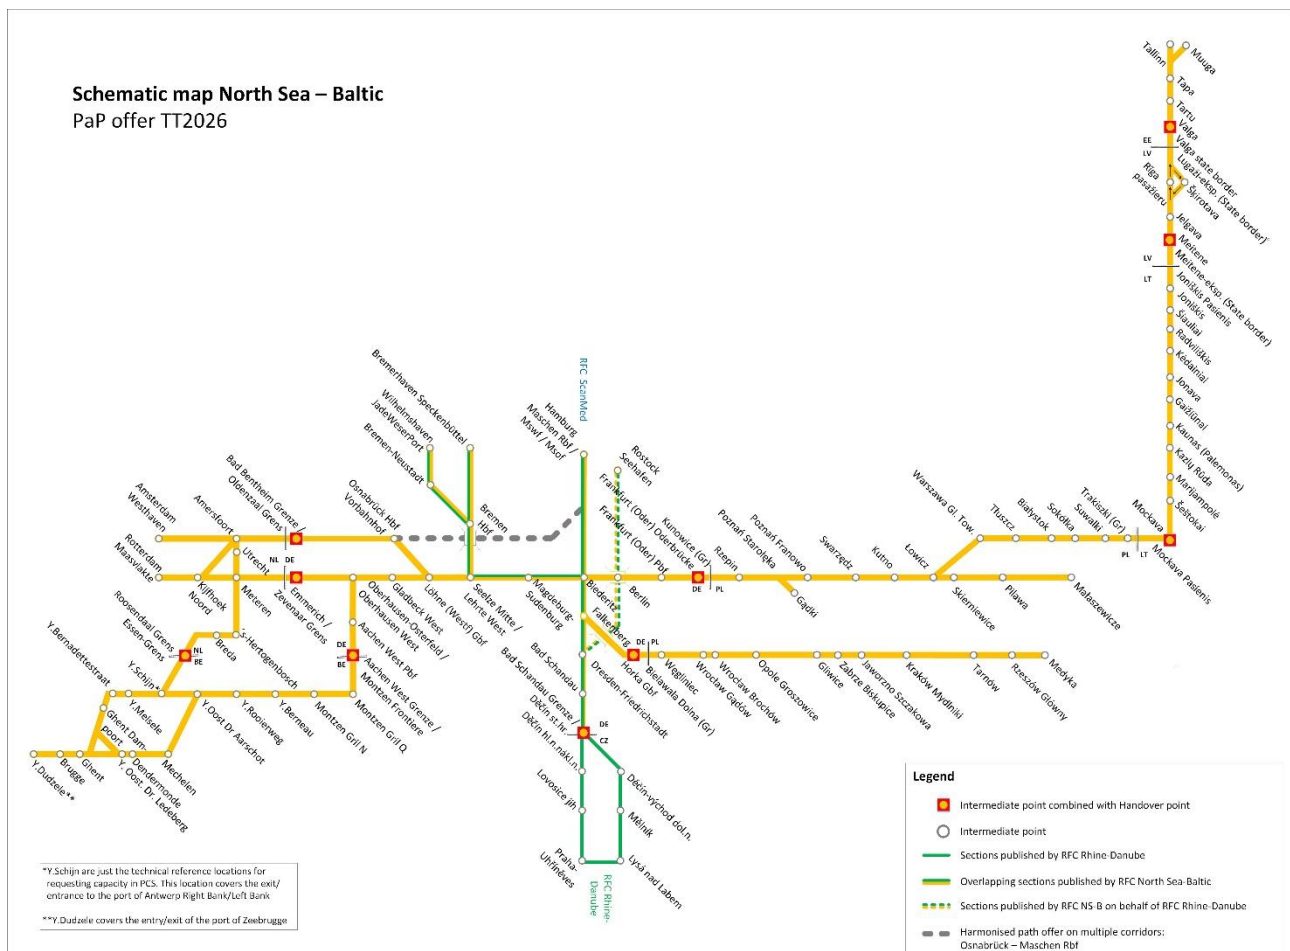 Schematic map North Sea – Baltic
PaP offer TT2026
Tallinn
Muuga
Tapa
Tartu
Valga
Valga state border
EE
LV
Lugaži-eksp. (State border)
Rīga
pasažieru
Šķirotava
Jelgava
Meitene
Meitene-eksp. (State border)
LV
LT
Joniškis Pasienis
Joniškis
Šiauliai
Radviliškis
Kėdainiai
Jonava
Gaižiūnai
Kaunas (Palemonas)
Kazlų Rūda
Marijampolė
Šeštokai
Mockava
Mockava Pasienis
PL LT
Trakiszki (Gr)
Suwałki
Sokółka
Białystok
Tłuszcz
Warszawa Gł. Tow.
RFC ScanMed
Bremerhaven Speckenbüttel
Wilhelmshaven
JadeWeserPort
Bremen-Neustadt
Bremen
Hbf
Hamburg
Maschen Rbf /
Mswf / Msof
Rostock
Seehafen
Amsterdam
Westhaven
Amersfoort
Bad Bentheim Grenze /
Oldenzaal Grens
NL DE
Osnabrück Hbf
Vorbahnhof
Rotterdam
Maasvlakte
Kijfhoek
Noord
Utrecht
Meteren
Emmerich /
Zevenaar Grens
Oberhausen-Osterfeld /
Oberhausen West
Gladbeck West
Löhne (Westf) Gbf
Seelze Mitte /
Lehrte West
Magdeburg-
Sudenburg
Biederitz
Berlin
Frankfurt (Oder) Pbf
Frankfurt (Oder) Oderbrücke
Kunowice (Gr)
DE PL
Rzepin
Poznań Starołęka
Poznań Franowo
Gądki
Swarzędz
Kutno
Łowicz
Skierniewice
Pilawa
Małaszewicze
Roosendaal Grens
Essen-Grens
NL
BE
Breda
's-Hertogenbosch
Aachen West Pbf
DE
BE
Aachen West Grenze /
Montzen Frontiere
Falkenberg
Horka Gbf
DE PL
Bielawa Dolna (Gr)
Węgliniec
Wrocław Gądów
Wrocław Brochów
Opole Groszowice
Gliwice
Zabrze Biskupice
Jaworzno Szczakowa
Kraków Mydlniki
Tarnów
Rzeszów Główny
Medyka
Y.Bernadettestraat
Y.Schijn*
Y.Melsele
Y.Oost Dr Aarschot
Y.Rooierweg
Y.Berneau
Montzen Gril N
Montzen Gril Q
Ghent Dam-
poort
Y.Dudzele**
Brugge
Ghent
Y. Oost. Dr. Ledeberg
Dendermonde
Mechelen
Dresden-Friedrichstadt
Bad Schandau
Bad Schandau Grenze /
Děčín st.hr.
DE
CZ
Děčín hl.n.nákl.n.
Děčín-východ dol.n.
Lovosice jih
Mělník
Praha-
Uhříněves
Lysá nad Labem
RFC Rhine-
Danube
*Y.Schijn are just the technical reference locations for
requesting capacity in PCS. This location covers the exit/
entrance to the port of Antwerp Right Bank/Left Bank
**Y.Dudzele covers the entry/exit of the port of Zeebrugge
Legend
Intermediate point combined with Handover point
Intermediate point
Sections published by RFC Rhine-Danube
Overlapping sections published by RFC North Sea-Baltic
Sections published by RFC NS-B on behalf of RFC Rhine-Danube
Harmonised path offer on multiple corridors:
Osnabrück – Maschen Rbf